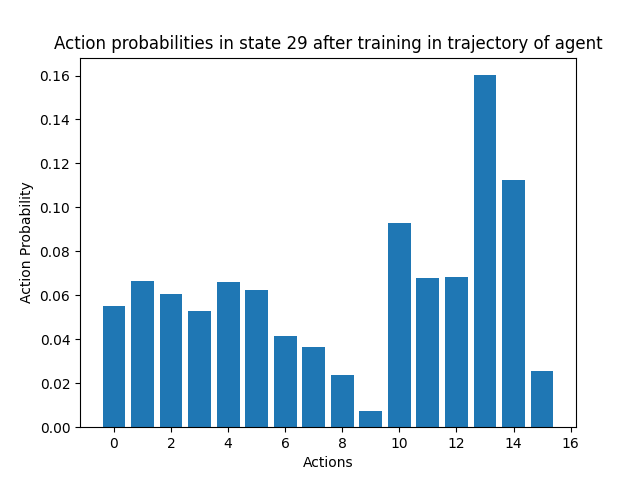 Action probabilities in state 29 after training in trajectory of agent
0.16
0.14
0.12
0.10
0.08
0.06
0.04
0.02
0.00
Action Probability
0 2 4 6 8 10 12 14 16
Actions